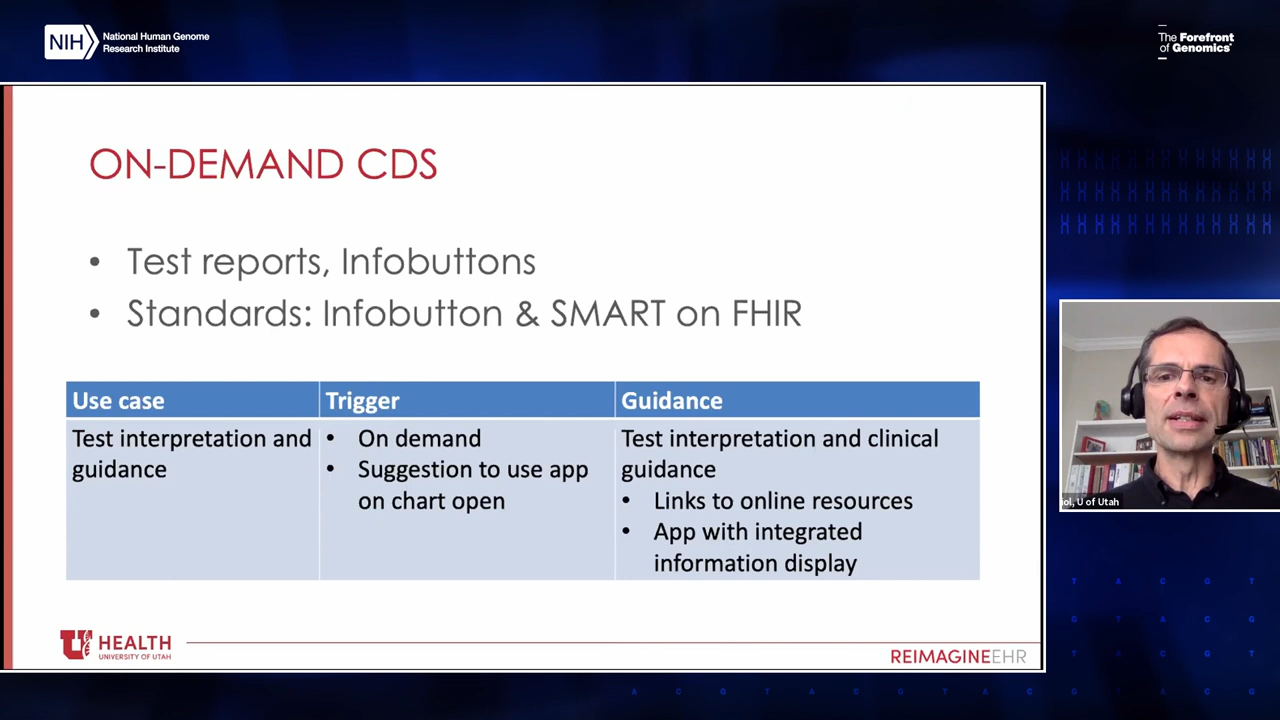 NIH
National Human Genome
Research Institute
The Forefront
of Genomics®
ON-DEMAND CDS
• Test reports, Infobuttons
• Standards: Infobutton & SMART on FHIR
Use case
Trigger
Guidance
Test interpretation and
guidance
• On demand
• Suggestion to use app
on chart open
Test interpretation and clinical
guidance
• Links to online resources
• App with integrated
information display
U HEALTH
UNIVERSITY OF UTAH
REIMAGINEEHR
iol, U of Utah
T A C G T
G T
T
A C G T A C G T A C G T A C G T